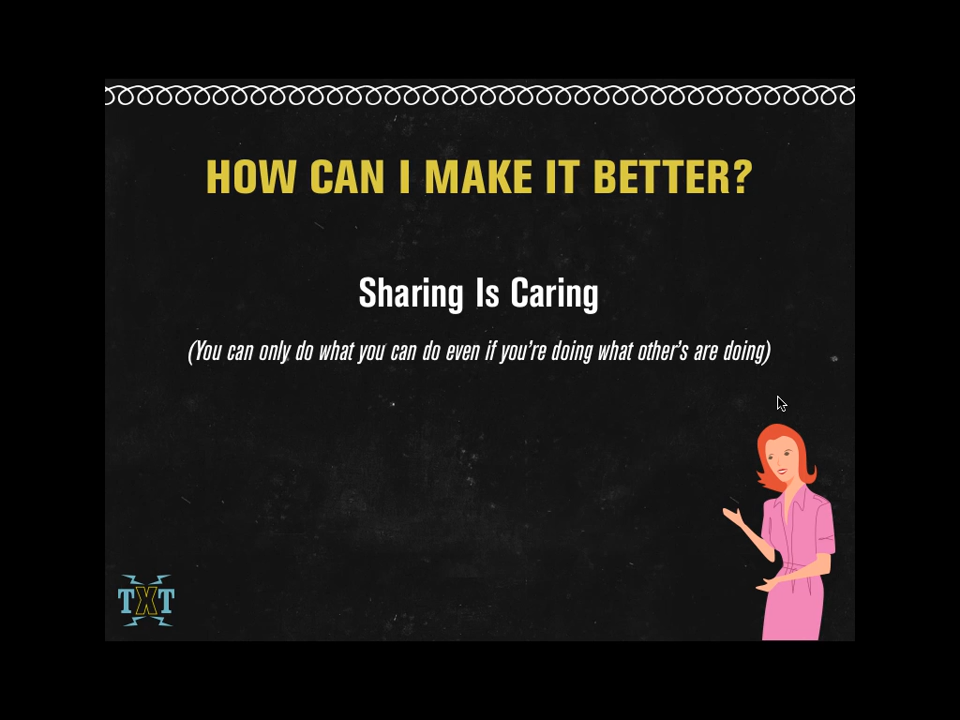 HOW CAN I MAKE IT BETTER?
Sharing Is Caring
(You can only do what you can do even if you're doing what other's are doing)
TXT